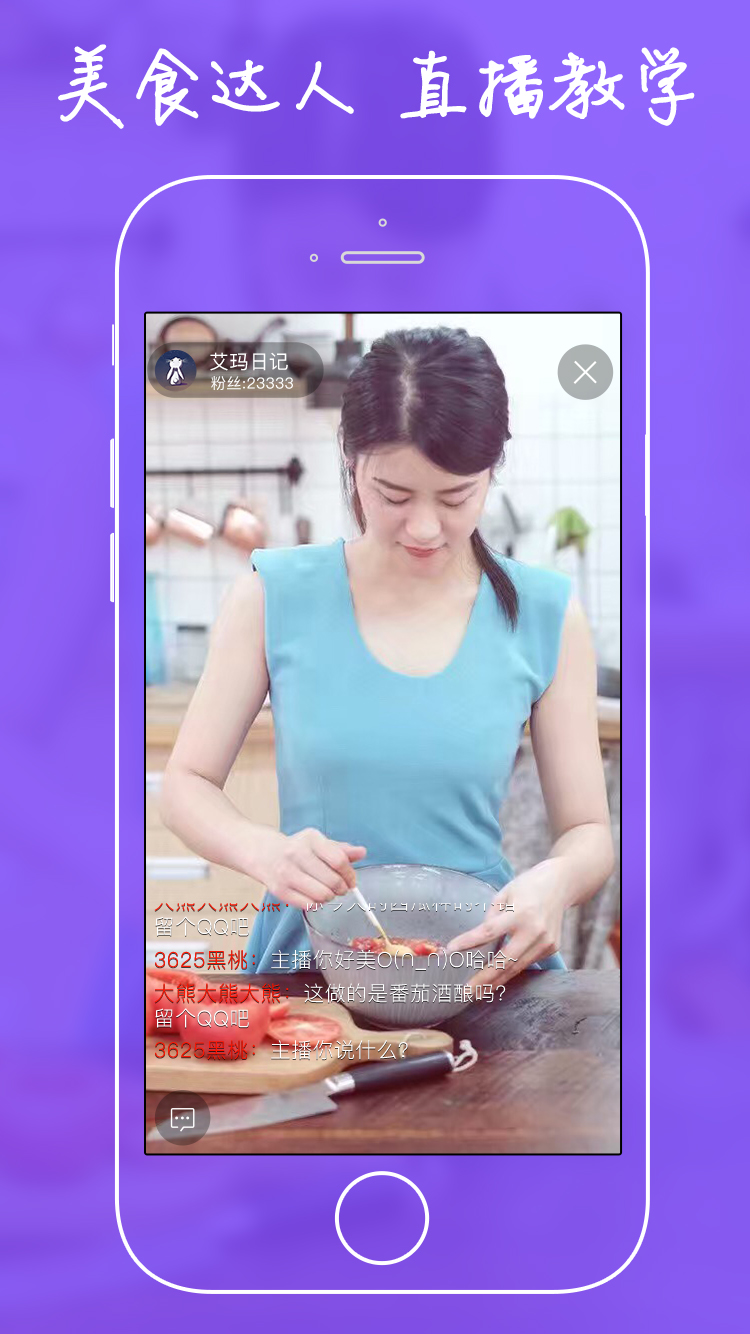 美食达人 直播教学
艾玛日记
粉丝:23333
留个QQ吧
3625黑桃：主播你好美O(∩_∩)O哈哈~
大熊大熊大熊：这做的是番茄酒酿吗?
留个QQ吧
3625黑桃：主播你说什么?